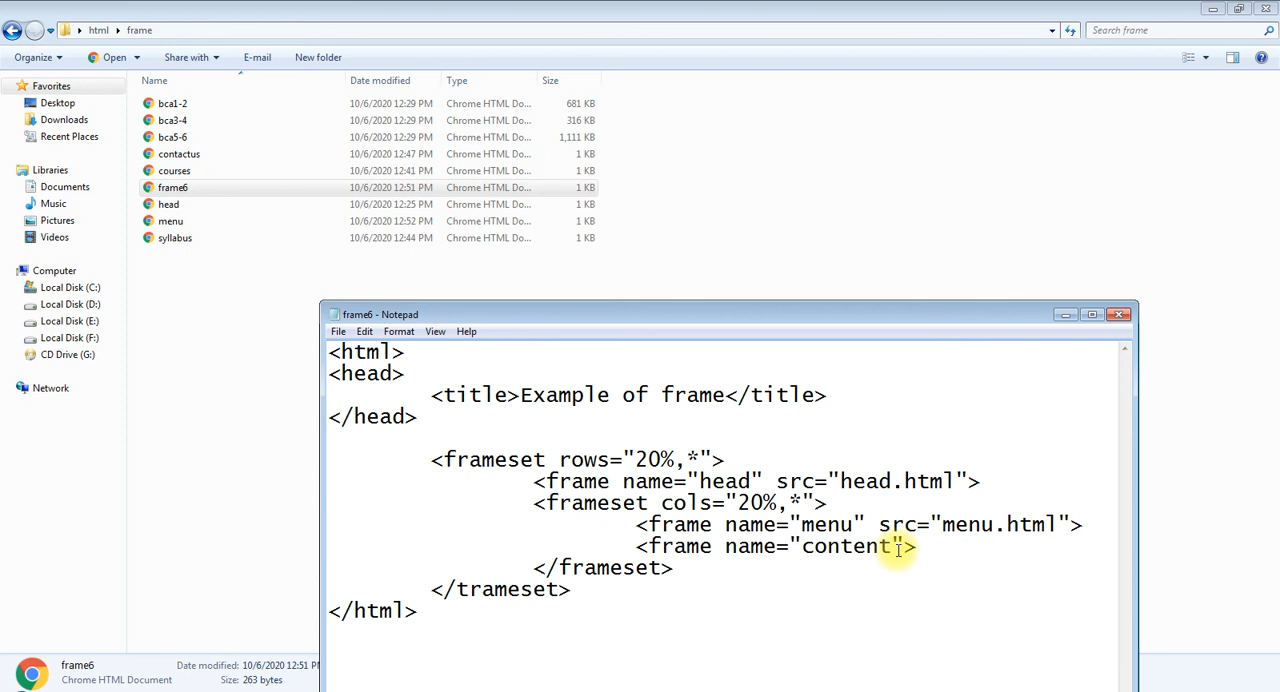 html frame
Search frame
Organize Open Share with E-mail New folder
Favorites
Desktop
Downloads
Recent Places
Libraries
Documents
Music
Pictures
Videos
Computer
Local Disk (C:)
Local Disk (D:)
Local Disk (E:)
Local Disk (F:)
CD Drive (G:)
Network
Name Date modified Type Size
bca1-2 10/6/2020 12:29 PM Chrome HTML Do... 681 KB
bca3-4 10/6/2020 12:29 PM Chrome HTML Do... 316 KB
bca5-6 10/6/2020 12:29 PM Chrome HTML Do... 1,111 KB
contactus 10/6/2020 12:47 PM Chrome HTML Do... 1 KB
courses 10/6/2020 12:41 PM Chrome HTML Do... 1 KB
frame6 10/6/2020 12:51 PM Chrome HTML Do... 1 KB
head 10/6/2020 12:25 PM Chrome HTML Do... 1 KB
menu 10/6/2020 12:52 PM Chrome HTML Do... 1 KB
syllabus 10/6/2020 12:44 PM Chrome HTML Do... 1 KB
frame6 - Notepad
File Edit Format View Help
<html>
<head>
<title>Example of frame</title>
</head>
<frameset rows="20%,*">
<frame name="head" src="head.html">
<frameset cols="20%,*">
<frame name="menu" src="menu.html">
<frame name="content">
</frameset>
</trameset>
</html>
frame6 Date modified: 10/6/2020 12:51 PM
Chrome HTML Document Size: 263 bytes